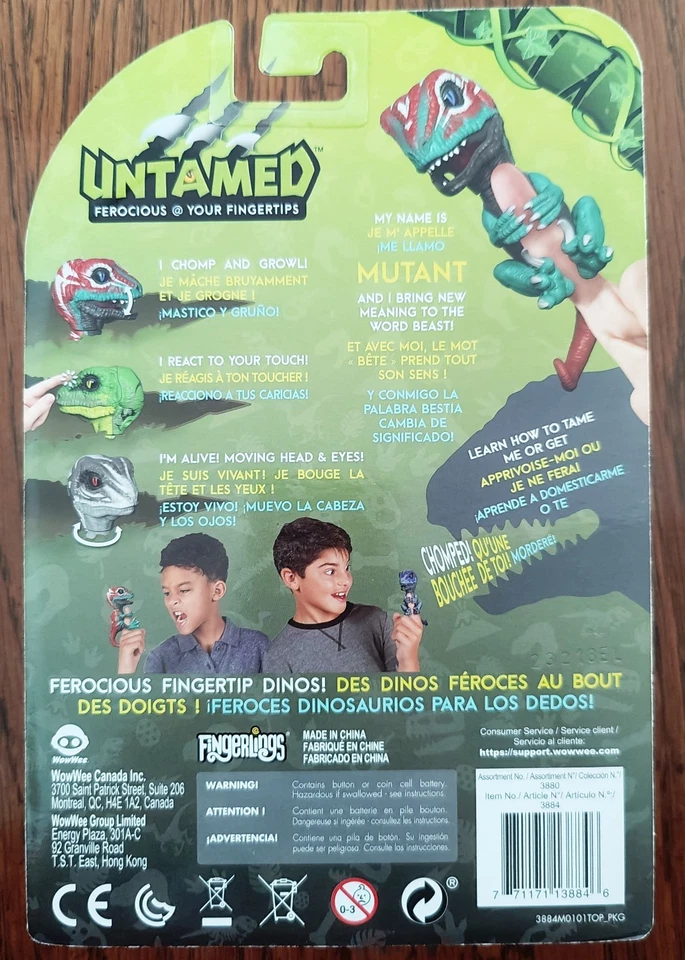 UNTAMED™
FEROCIOUS @ YOUR FINGERTIPS
I CHOMP AND GROWL!
JE MÂCHE BRUYAMMENT
ET JE GROGNE !
¡MASTICO Y GRUÑO!
I REACT TO YOUR TOUCH!
JE RÉAGIS À TON TOUCHER !
¡REACCIONO A TUS CARICIAS!
I'M ALIVE! MOVING HEAD & EYES!
JE SUIS VIVANT! JE BOUGE LA
TÊTE ET LES YEUX !
¡ESTOY VIVO! ¡MUEVO LA CABEZA
Y LOS OJOS!
MY NAME IS
JE M' APPELLE
¡ME LLAMO
MUTANT
AND I BRING NEW
MEANING TO THE
WORD BEAST!
ET AVEC MOI, LE MOT
« BÊTE » PREND TOUT
SON SENS !
Y CONMIGO LA
PALABRA BESTIA
CAMBIA DE
SIGNIFICADO!
LEARN HOW TO TAME
ME OR GET
APPRIVOISE-MOI OU
JE NE FERAI
¡APRENDE A DOMESTICARME
O TE
CHOMPED! QU'UNE
BOUCHÉE DE TOI! MORDERÉ!
FEROCIOUS FINGERTIP DINOS! DES DINOS FÉROCES AU BOUT
DES DOIGTS ! ¡FEROCES DINOSAURIOS PARA LOS DEDOS!
WowWee
WowWee Canada Inc.
3700 Saint Patrick Street, Suite 206
Montreal, QC, H4E 1A2, Canada
WowWee Group Limited
Energy Plaza, 301A-C
92 Granville Road
T.S.T. East, Hong Kong
FINGERLINGS
MADE IN CHINA
FABRIQUÉ EN CHINE
FABRICADO EN CHINA
WARNING! Contains button or coin cell battery.
Hazardous if swallowed - see instructions.
ATTENTION ! Contient une batterie en pile bouton.
Dangereuse si ingérée - consultez les instructions.
¡ADVERTENCIA! Contiene una pila de botón. Su ingestión
puede ser peligrosa. Consulte las instrucciones.
Consumer Service / Service client /
Servicio al cliente:
https://support.wowwee.com
Assortment No. / Assortiment N°/ Colección N.°/
3880
Item No./ Article N°/ Artículo N.°/
3884
7 71171 13884 6
3884M0101TOP_PKG
CE
0-3
®